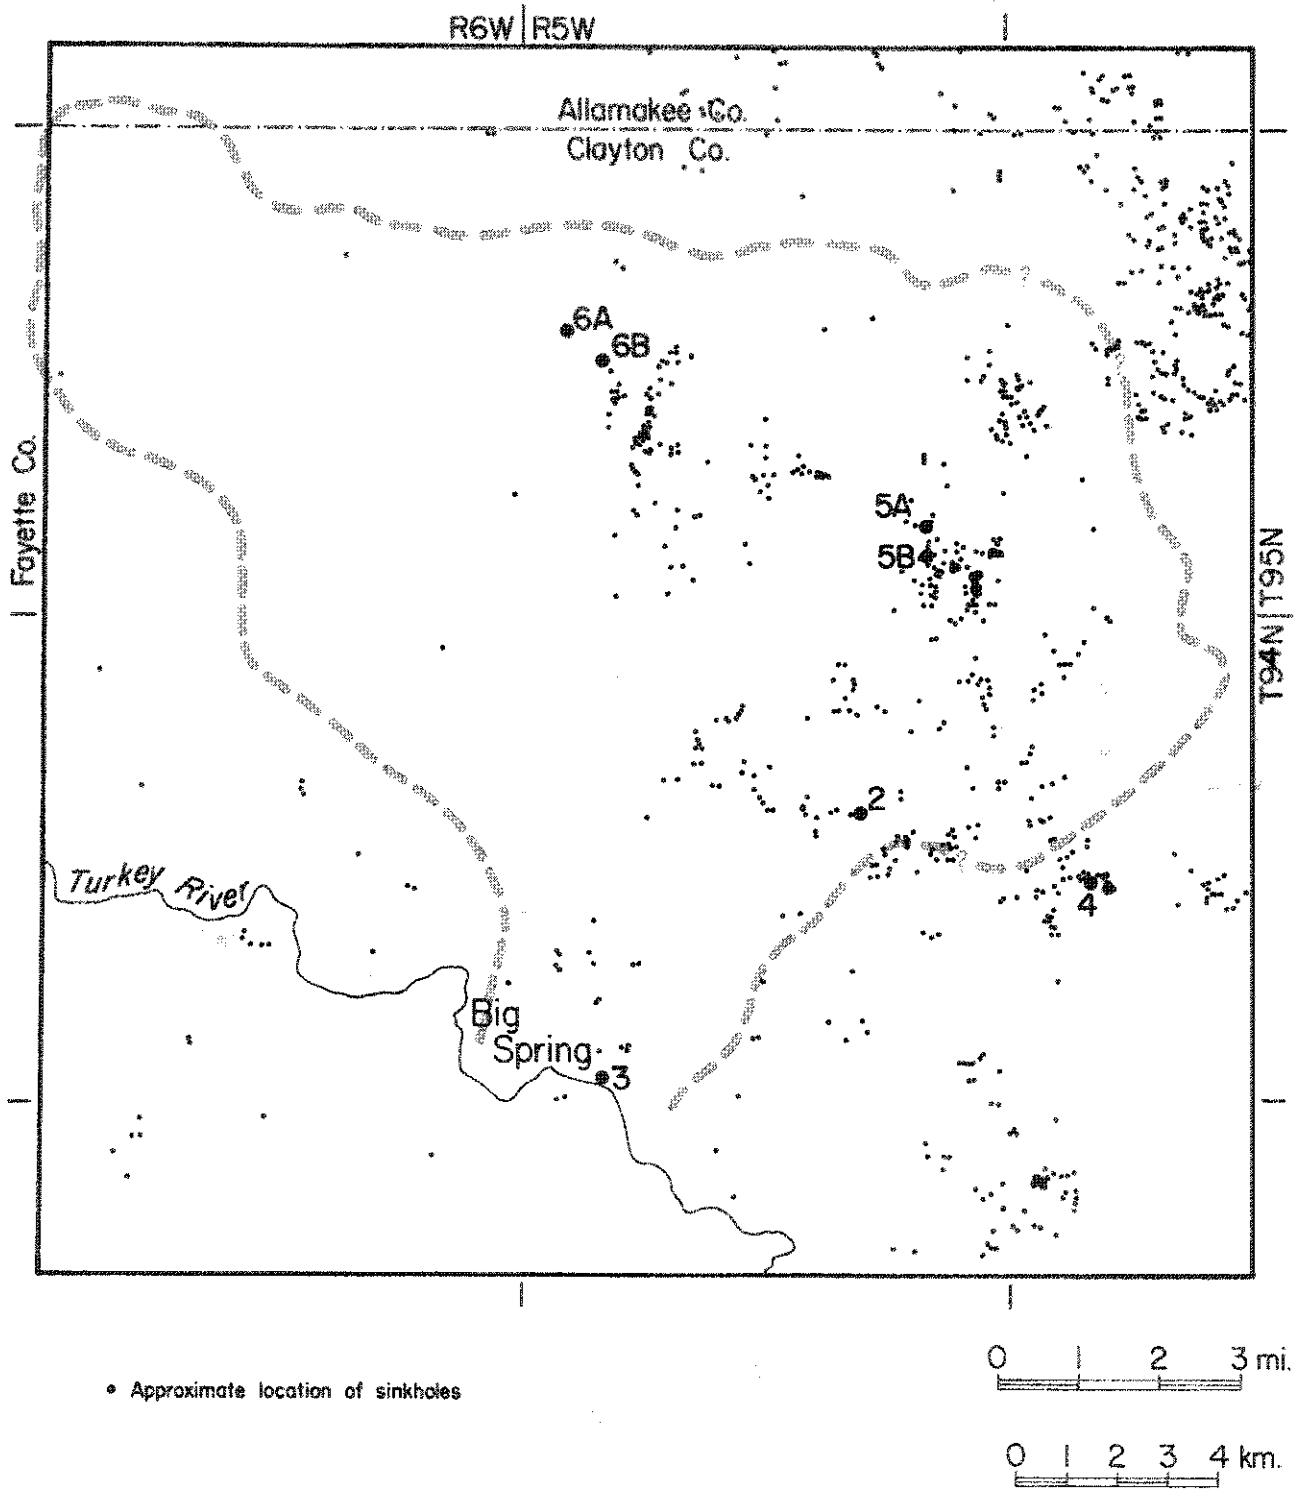 R6W | R5W
Allamakee Co.
Clayton Co.
?
6A
6B
?
Fayette Co.
5A
5B
T94N | T95N
2
?
Turkey River
4
Big
Spring
3
0 1 2 3 mi.
• Approximate location of sinkholes
0 1 2 3 4 km.